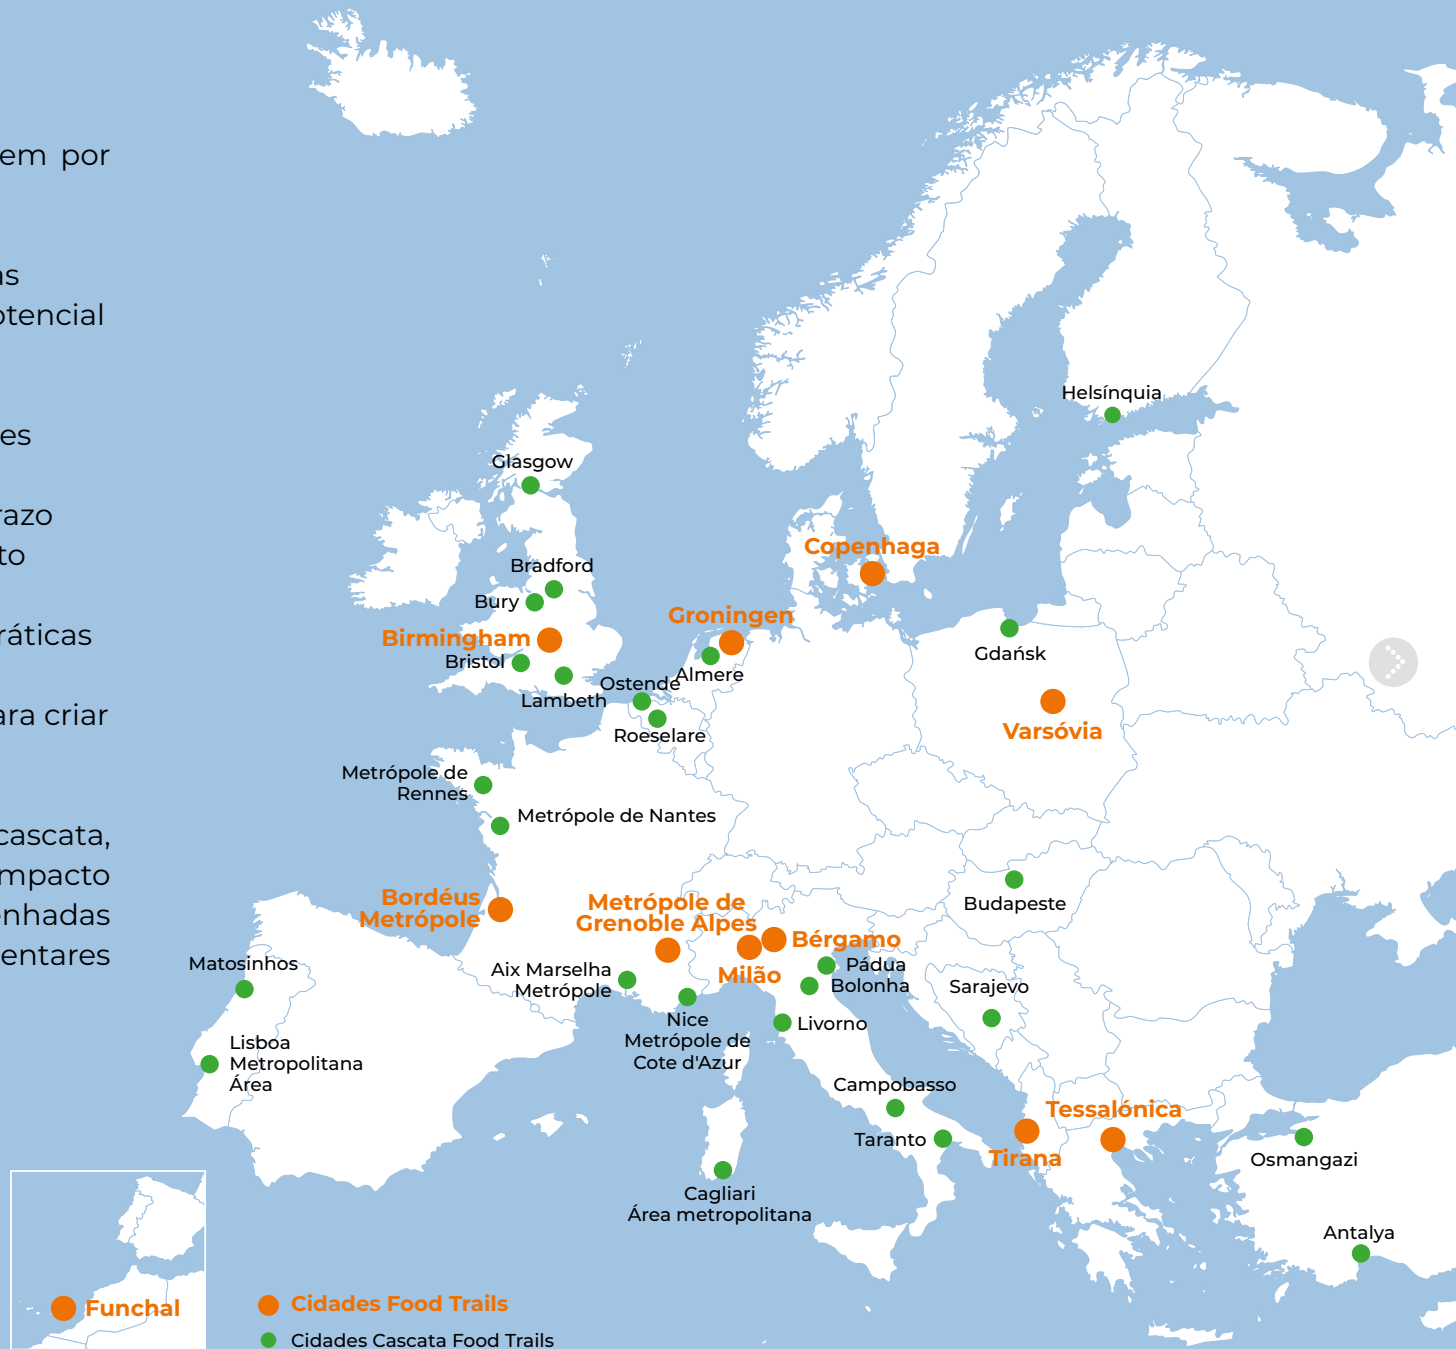 em por
as
otencial
es
razo
to
ráticas
ara criar
cascata,
mpacto
enhadas
entares
Helsínquia
Glasgow
Copenhaga
Bradford
Bury
Groningen
Birmingham
Gdańsk
Bristol
Almere
Ostende
Lambeth
Varsóvia
Roeselare
Metrópole de
Rennes
Metrópole de Nantes
Bordéus
Metrópole
Metrópole de
Grenoble Alpes
Budapeste
Bérgamo
Milão
Matosinhos
Aix Marselha
Metrópole
Pádua
Bolonha
Sarajevo
Nice
Metrópole de
Cote d'Azur
Livorno
Lisboa
Metropolitana
Área
Campobasso
Tessalónica
Taranto
Tirana
Osmangazi
Cagliari
Área metropolitana
Antalya
Funchal
Cidades Food Trails
Cidades Cascata Food Trails